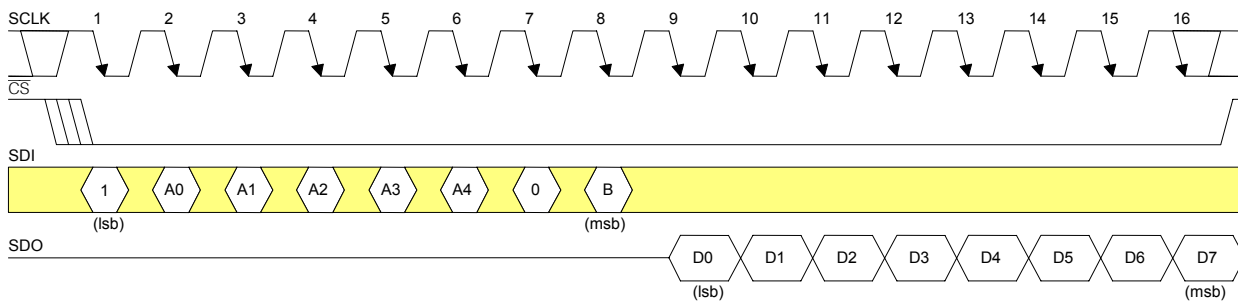 SCLK 1 2 3 4 5 6 7 8 9 10 11 12 13 14 15 16
CS
SDI
1 A0 A1 A2 A3 A4 0 B
(lsb) (msb)
SDO
D0 D1 D2 D3 D4 D5 D6 D7
(lsb) (msb)